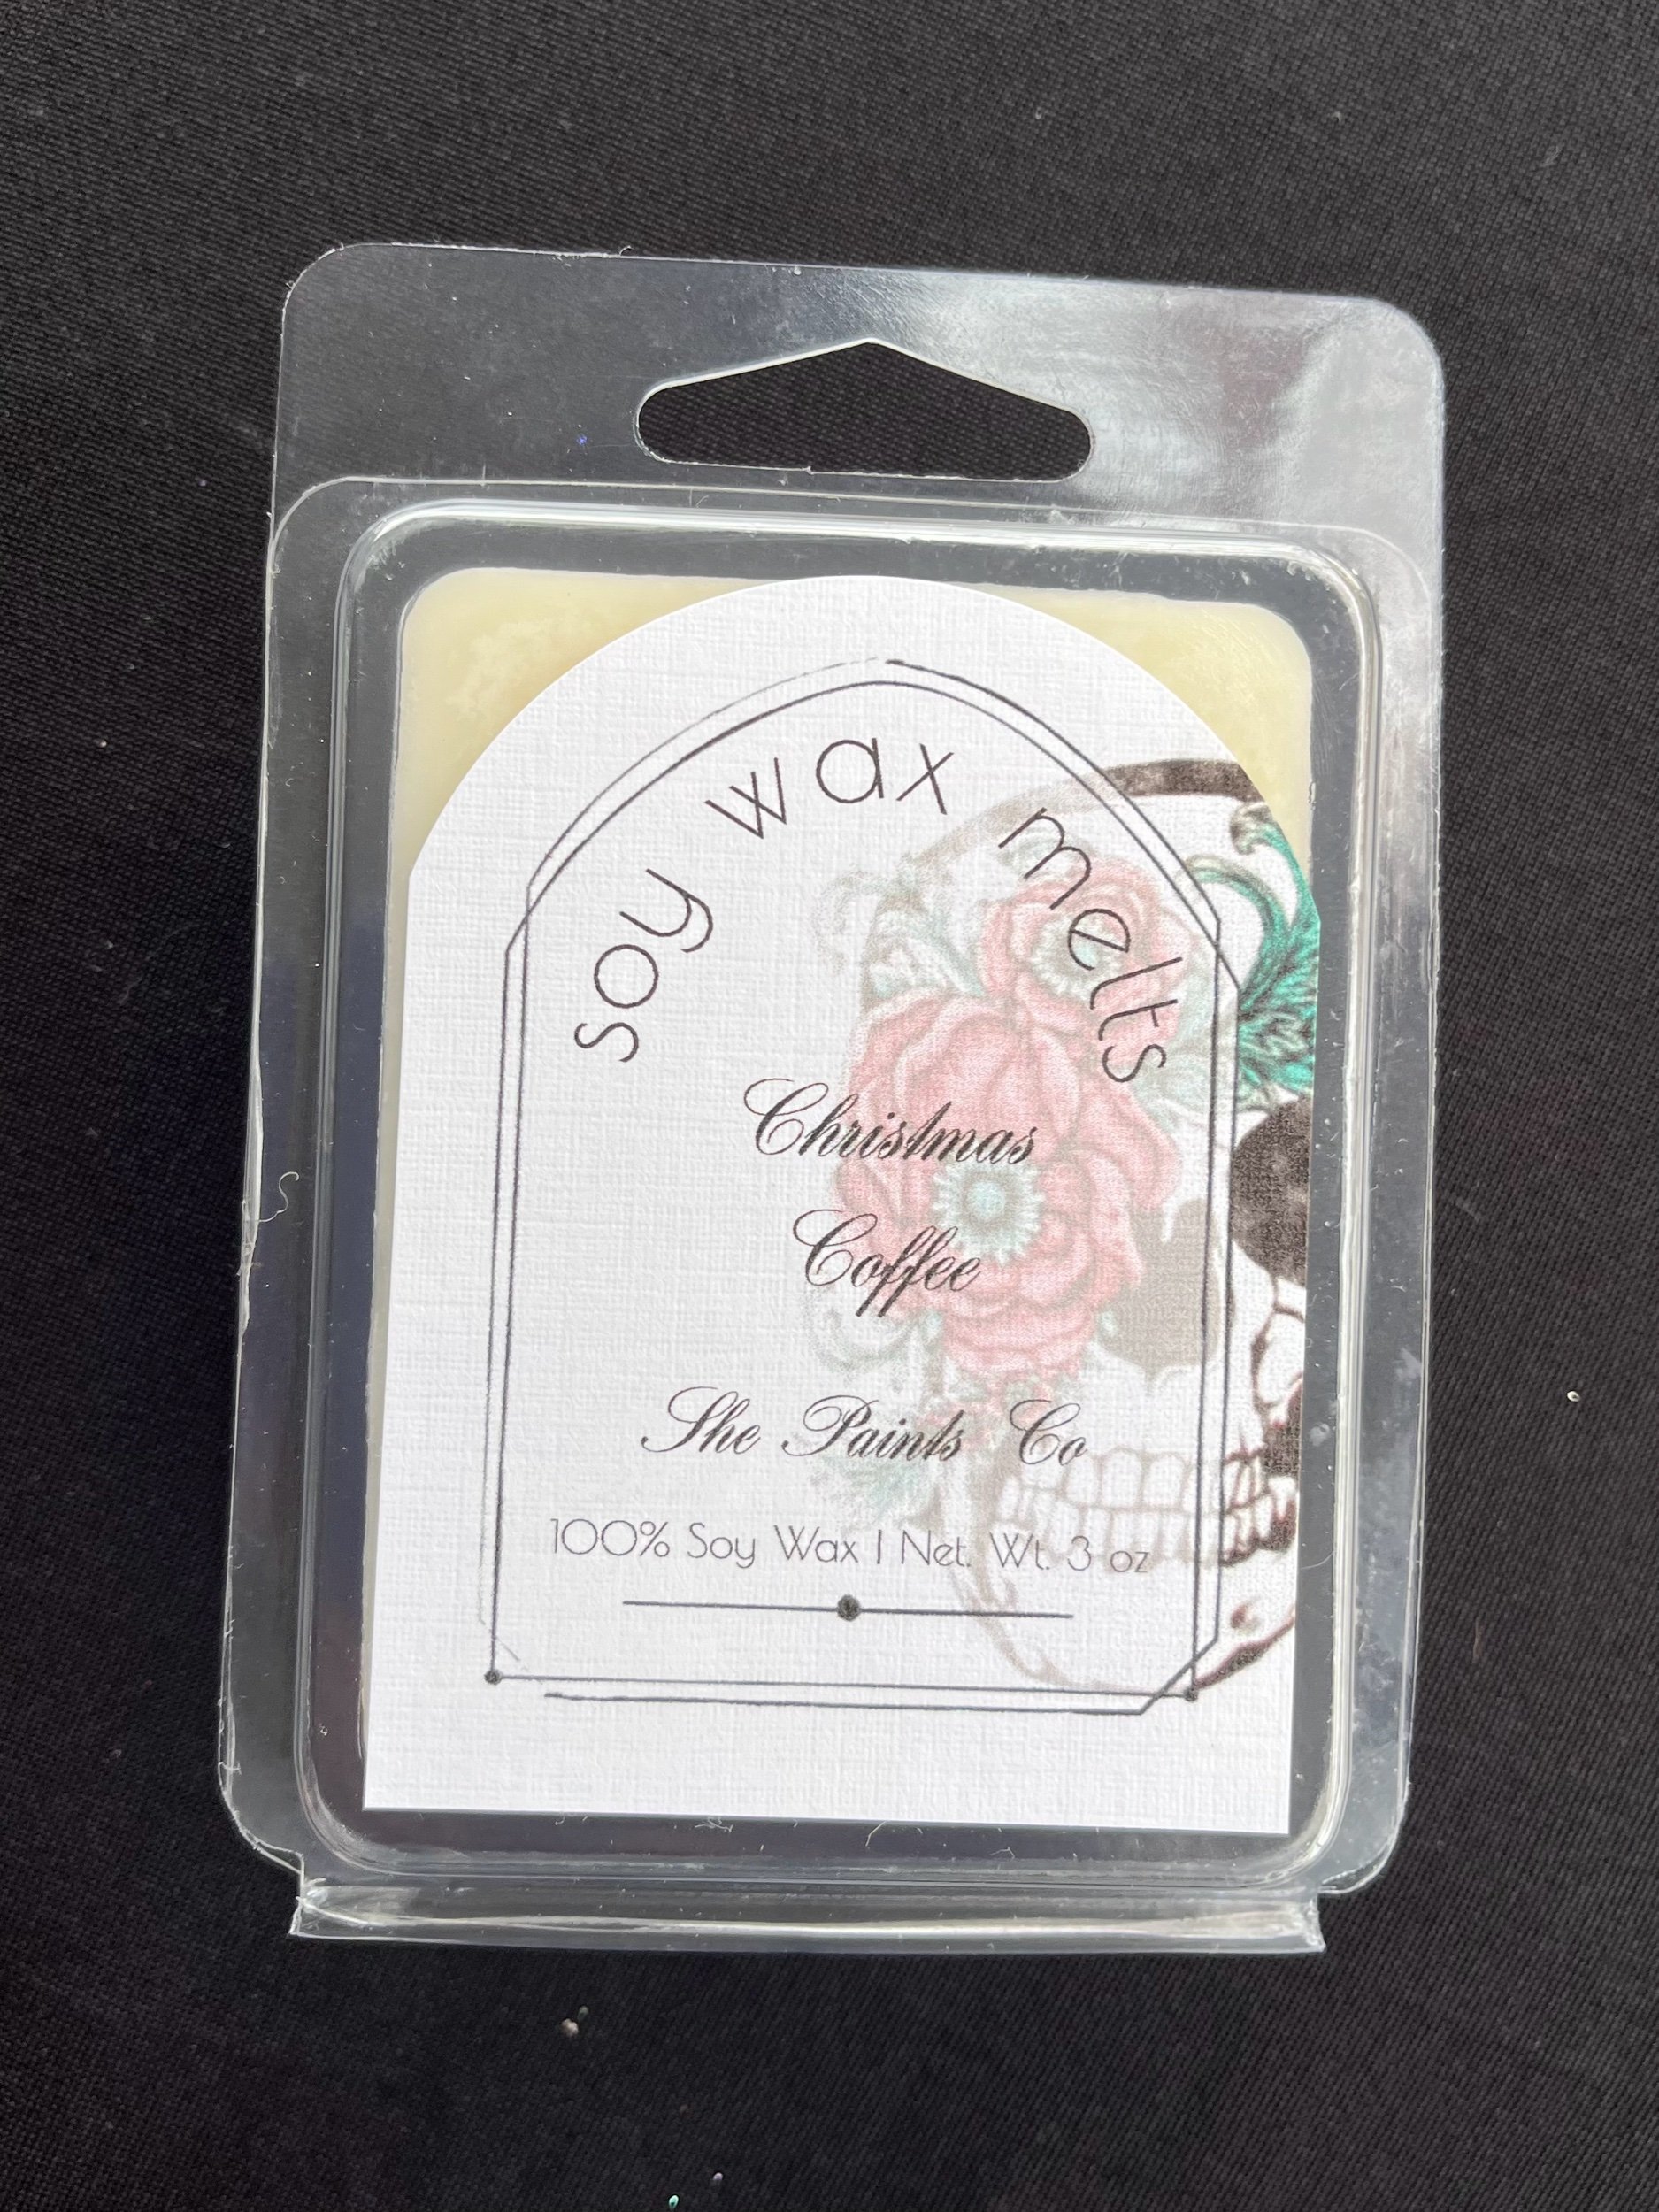 soy wax melts
Christmas
Coffee
She Paints Co
100% Soy Wax | Net. Wt. 3 oz